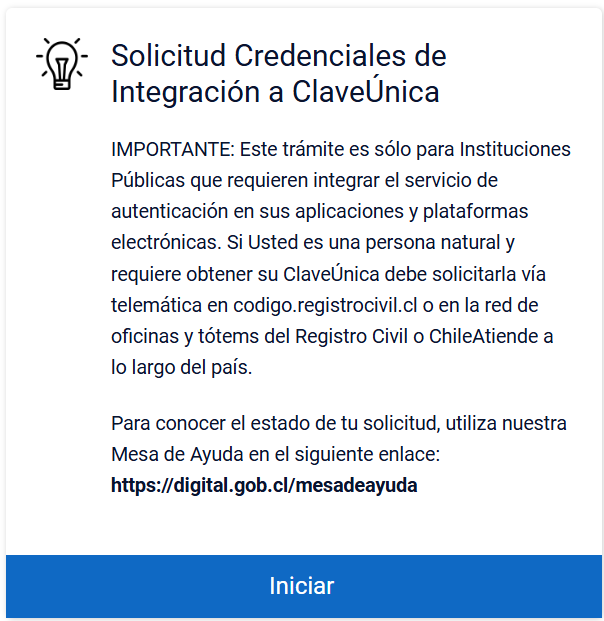 Solicitud Credenciales de
Integración a ClaveÚnica
IMPORTANTE: Este trámite es sólo para Instituciones
Públicas que requieren integrar el servicio de
autenticación en sus aplicaciones y plataformas
electrónicas. Si Usted es una persona natural y
requiere obtener su ClaveÚnica debe solicitarla vía
telemática en codigo.registrocivil.cl o en la red de
oficinas y tótems del Registro Civil o ChileAtiende a
lo largo del país.
Para conocer el estado de tu solicitud, utiliza nuestra
Mesa de Ayuda en el siguiente enlace:
https://digital.gob.cl/mesadeayuda
Iniciar